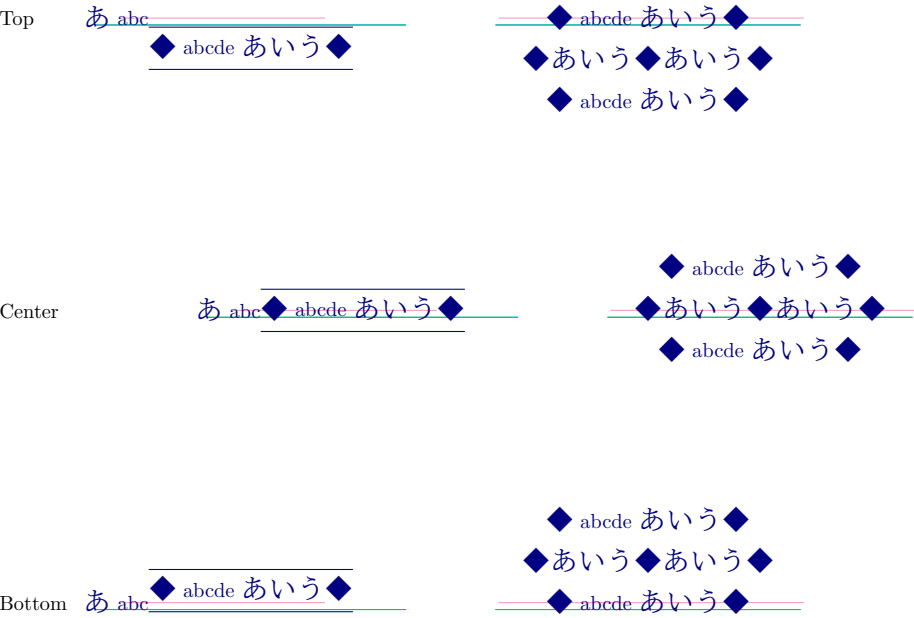 Top あ abc ◆ abcde あいう◆
◆ abcde あいう◆
◆あいう◆あいう◆
◆ abcde あいう◆
Center あ abc◆ abcde あいう◆
◆ abcde あいう◆
◆あいう◆あいう◆
◆ abcde あいう◆
Bottom あ abc◆ abcde あいう◆
◆ abcde あいう◆
◆あいう◆あいう◆
◆ abcde あいう◆